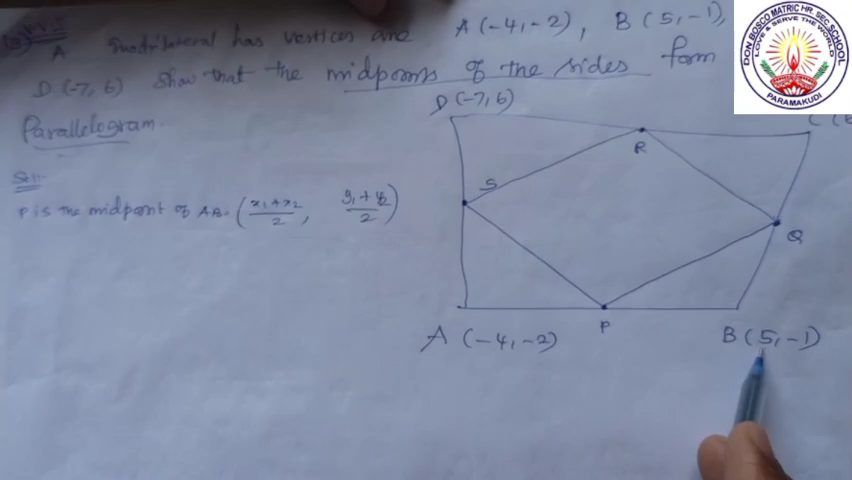 A quadrilateral has vertices are A(-4,-2), B(5,-1),
D(-7,6) Show that the midpoints of the sides form
Parallelogram.
Sol:-
P is the midpoint of AB = (x₁+x₂/2, y₁+y₂/2)
D(-7,6)
R
S
Q
P
A (-4,-2)
B(5,-1)
DON BOSCO MATRIC HR. SEC. SCHOOL
LOVE & SERVE THE WORLD
PARAMAKUDI